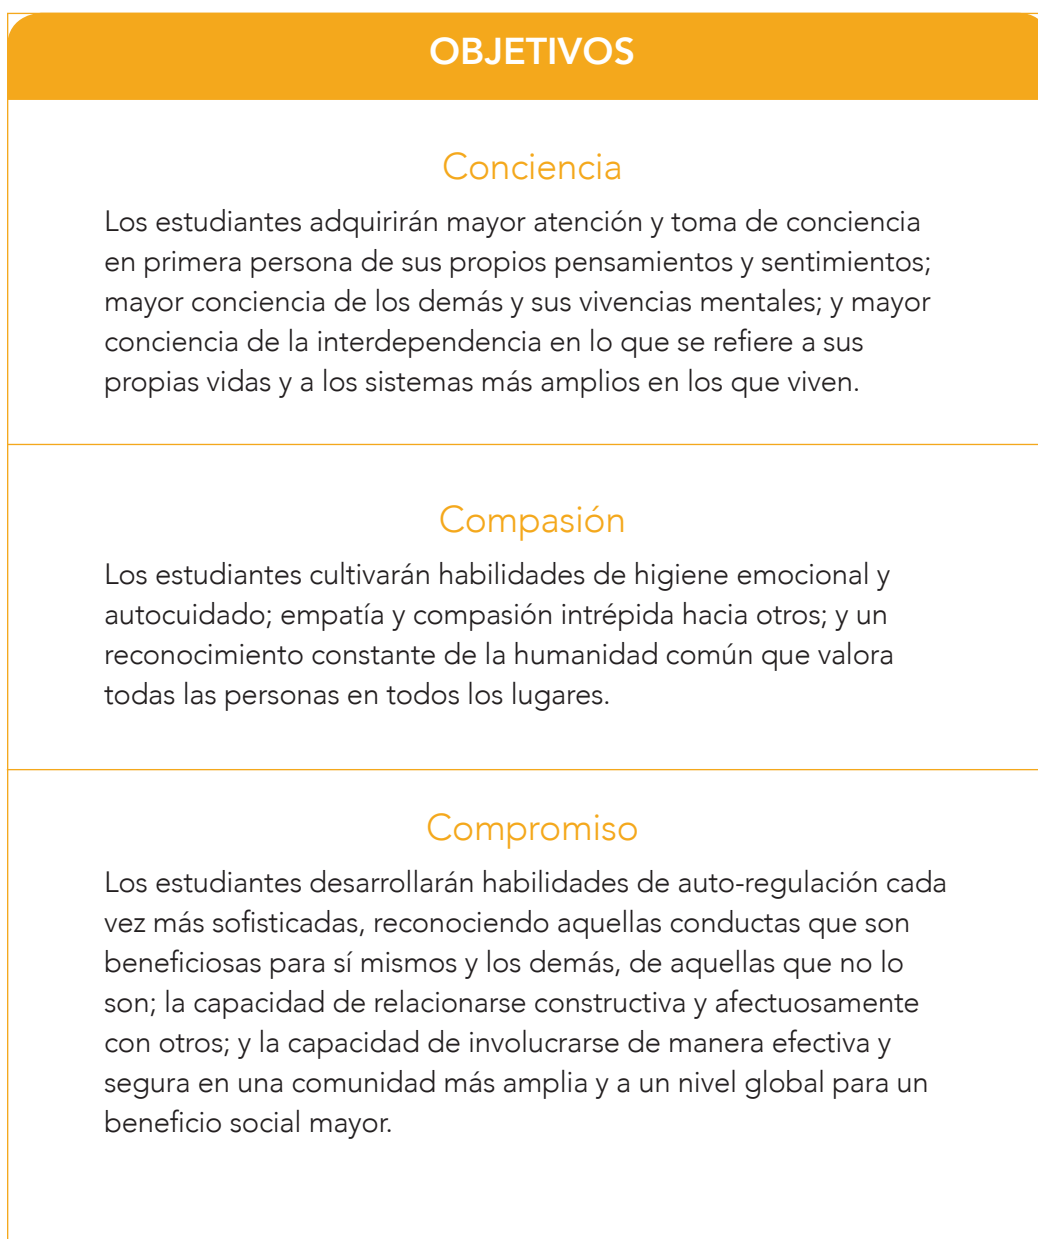 OBJETIVOS
Conciencia
Los estudiantes adquirirán mayor atención y toma de conciencia
en primera persona de sus propios pensamientos y sentimientos;
mayor conciencia de los demás y sus vivencias mentales; y mayor
conciencia de la interdependencia en lo que se refiere a sus
propias vidas y a los sistemas más amplios en los que viven.
Compasión
Los estudiantes cultivarán habilidades de higiene emocional y
autocuidado; empatía y compasión intrépida hacia otros; y un
reconocimiento constante de la humanidad común que valora
todas las personas en todos los lugares.
Compromiso
Los estudiantes desarrollarán habilidades de auto-regulación cada
vez más sofisticadas, reconociendo aquellas conductas que son
beneficiosas para sí mismos y los demás, de aquellas que no lo
son; la capacidad de relacionarse constructiva y afectuosamente
con otros; y la capacidad de involucrarse de manera efectiva y
segura en una comunidad más amplia y a un nivel global para un
beneficio social mayor.